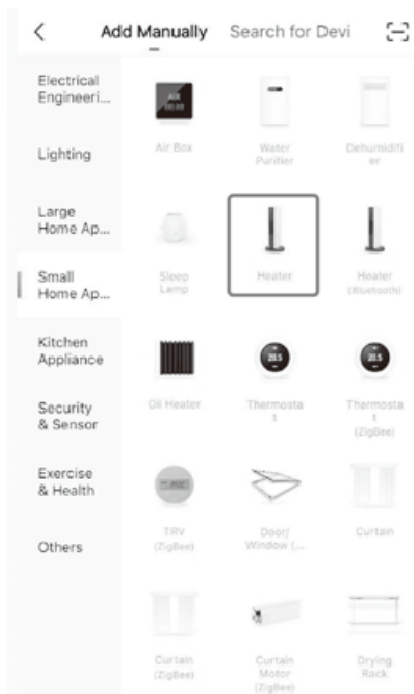 Add Manually Search for Devi
Electrical
Engineeri...
Lighting
Large
Home Ap...
Small
Home Ap...
Kitchen
Appliance
Security
& Sensor
Exercise
& Health
Others
Air Box
Water
Purifier
Dehumidifi
er
Sleep
Lamp
Heater
Heater
(Bluetooth)
Oil Heater
Thermosta
t
Thermosta
t
(ZigBee)
TRV
(ZigBee)
Door/
Window (...
Curtain
Curtain
(ZigBee)
Curtain
Motor
(ZigBee)
Drying
Rack